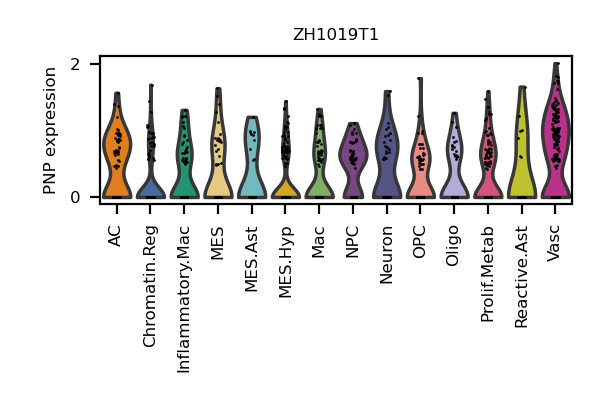 ZH1019T1
PNP expression
2
0
AC
Chromatin.Reg
Inflammatory.Mac
MES
MES.Ast
MES.Hyp
Mac
NPC
Neuron
OPC
Oligo
Prolif.Metab
Reactive.Ast
Vasc